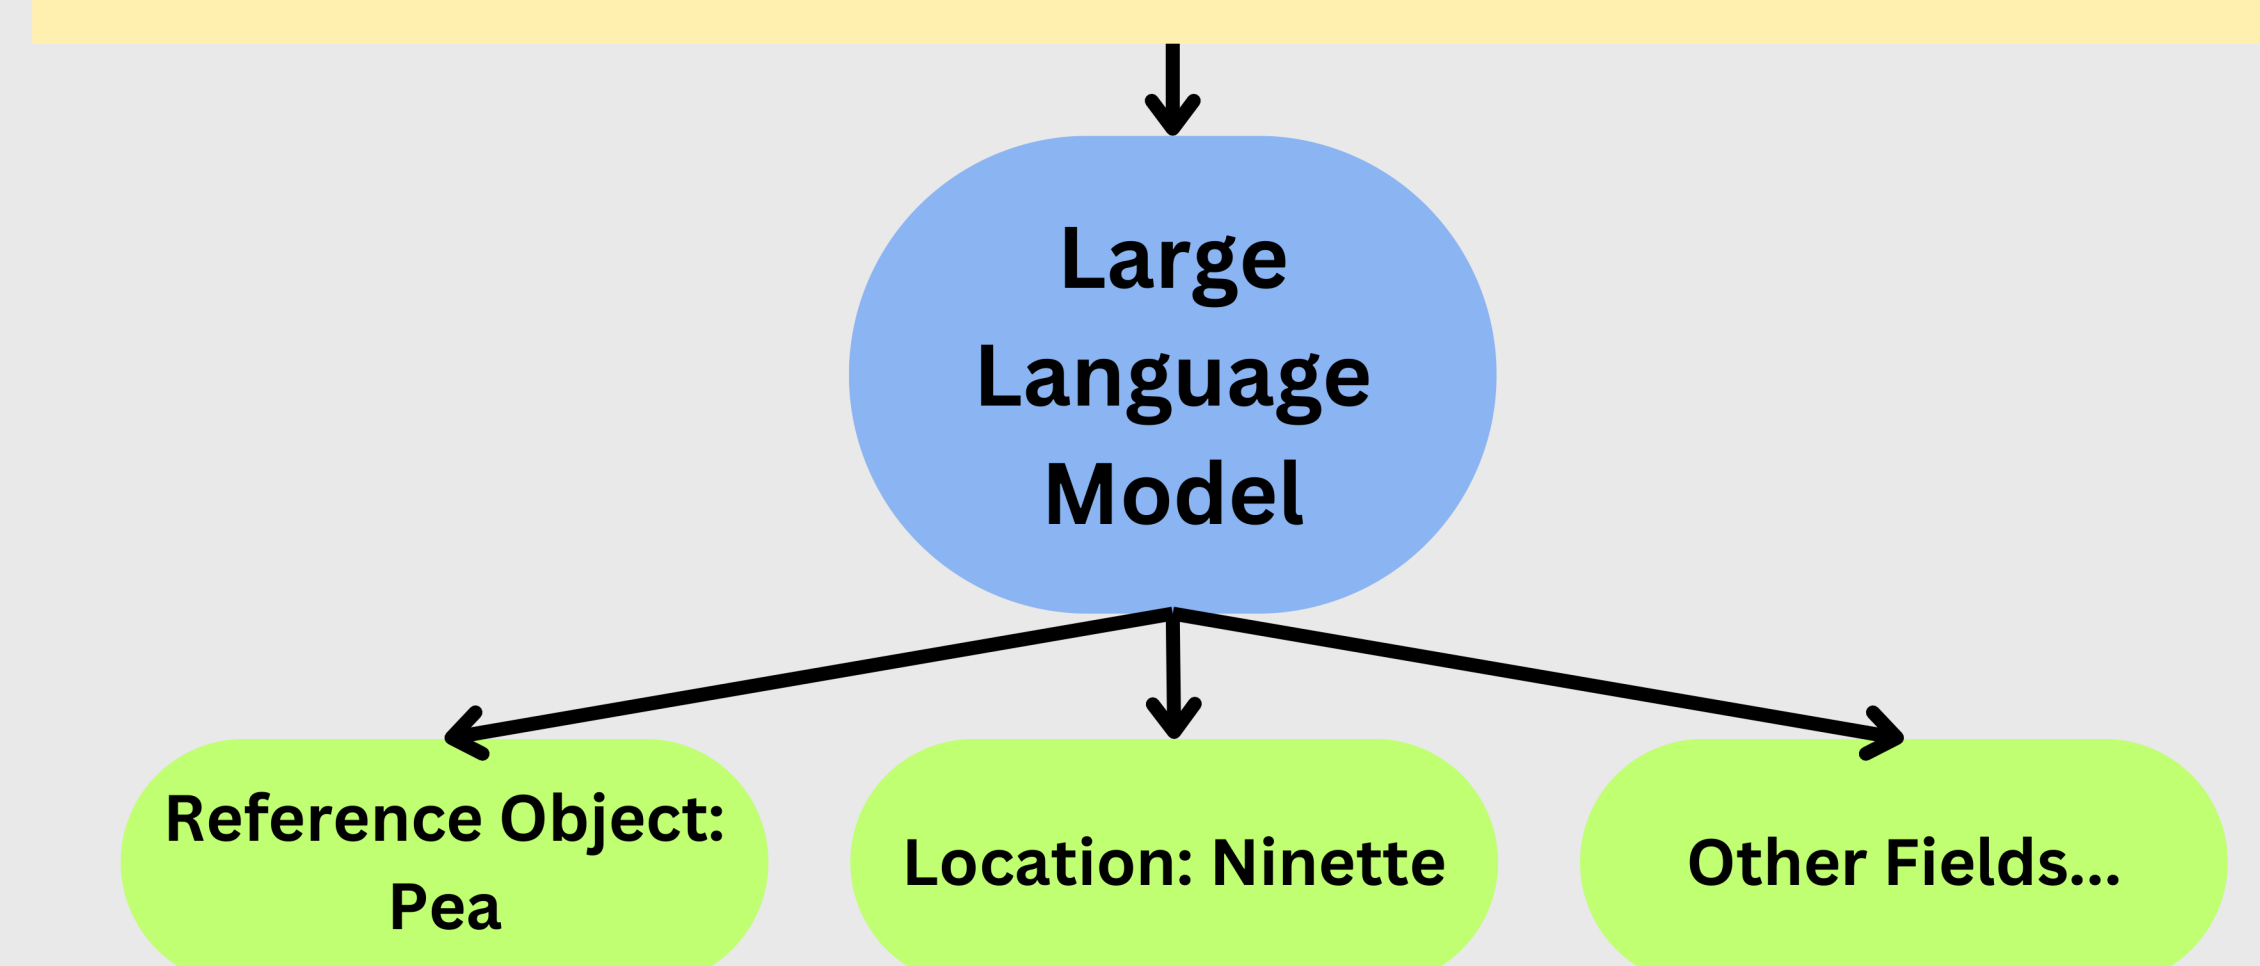 Large
Language
Model
Reference Object:
Pea
Location: Ninette
Other Fields...